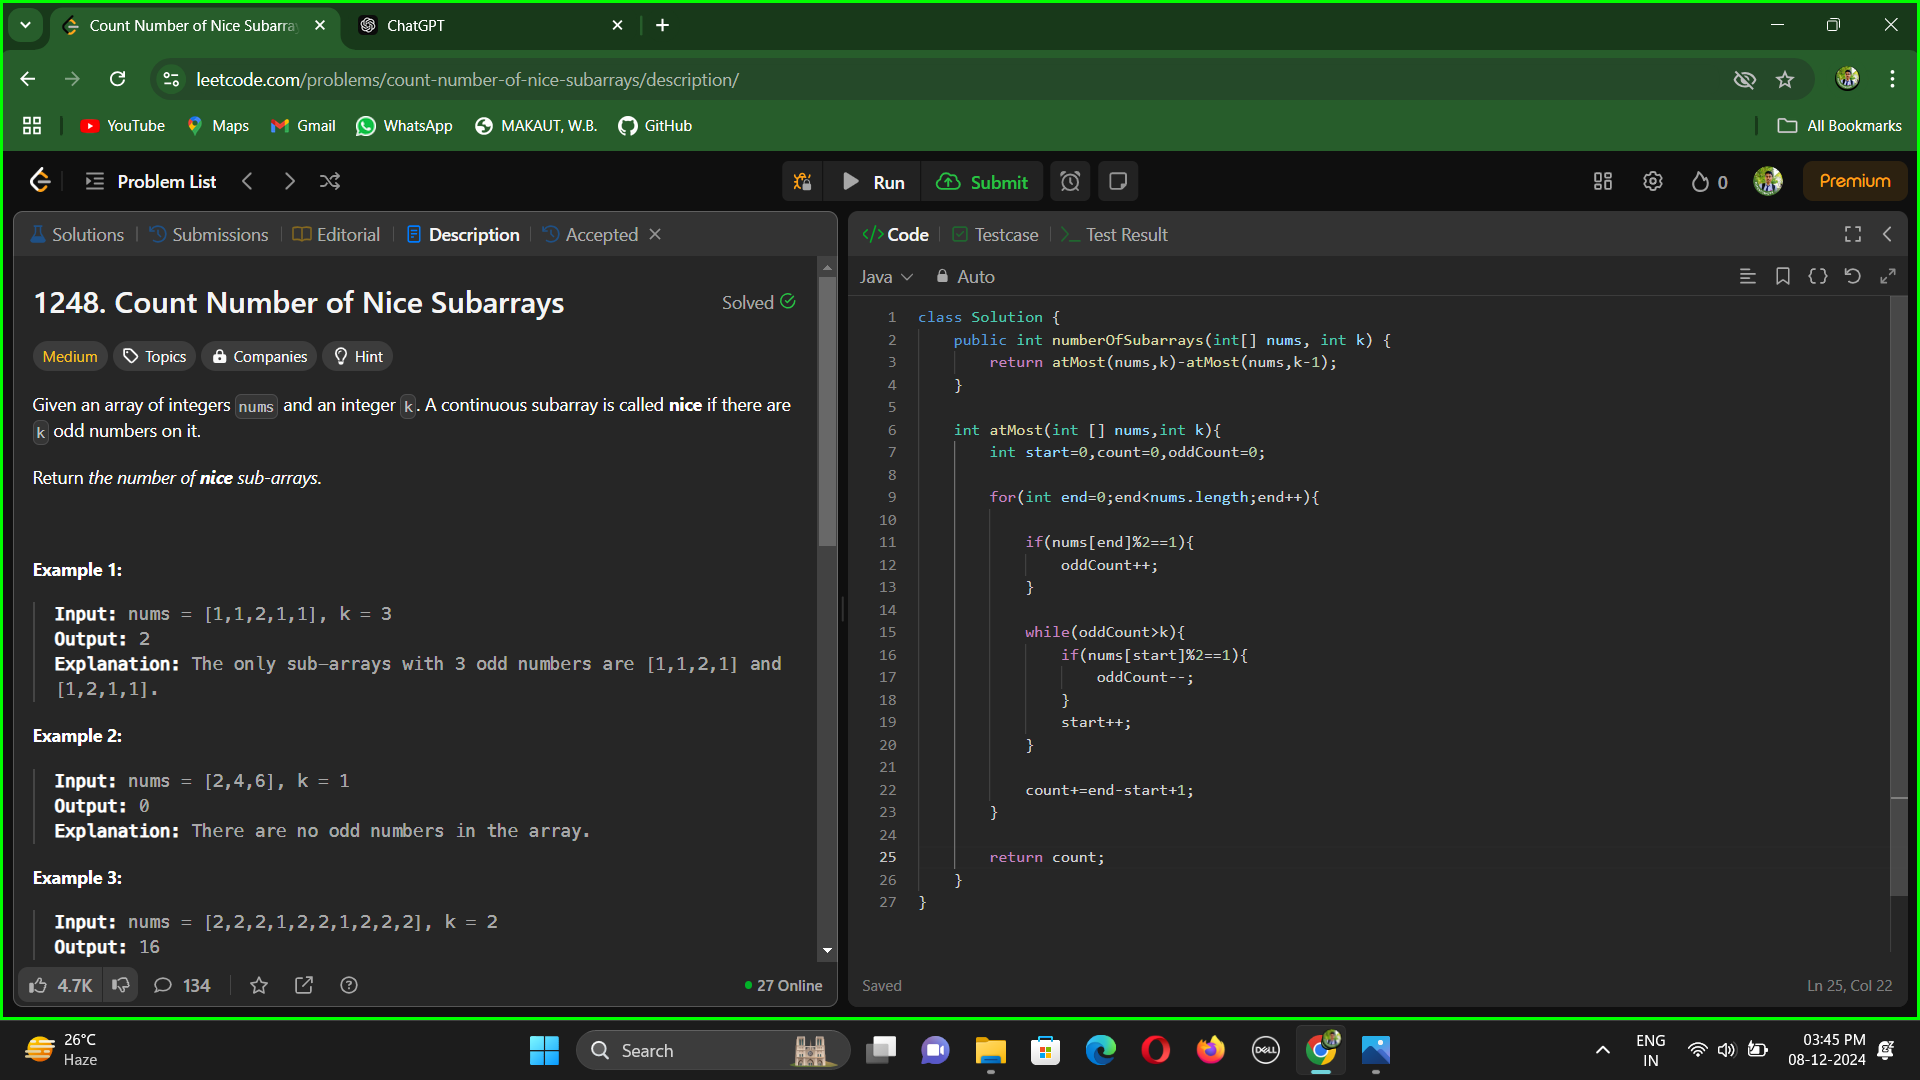 Count Number of Nice Subarra
ChatGPT
leetcode.com/problems/count-number-of-nice-subarrays/description/
YouTube
Maps
Gmail
WhatsApp
MAKAUT, W.B.
GitHub
All Bookmarks
Problem List
Run
Submit
0
Premium
Solutions
Submissions
Editorial
Description
Accepted
1248. Count Number of Nice Subarrays
Solved
Medium
Topics
Companies
Hint
Given an array of integers nums and an integer k. A continuous subarray is called nice if there are
k odd numbers on it.
Return the number of nice sub-arrays.
Example 1:
Input: nums = [1,1,2,1,1], k = 3
Output: 2
Explanation: The only sub-arrays with 3 odd numbers are [1,1,2,1] and
[1,2,1,1].
Example 2:
Input: nums = [2,4,6], k = 1
Output: 0
Explanation: There are no odd numbers in the array.
Example 3:
Input: nums = [2,2,2,1,2,2,1,2,2,2], k = 2
Output: 16
4.7K
134
27 Online
</> Code
Testcase
>_ Test Result
Java
Auto
1 class Solution {
2 public int numberOfSubarrays(int[] nums, int k) {
3 return atMost(nums,k)-atMost(nums,k-1);
4 }
5
6 int atMost(int [] nums,int k){
7 int start=0,count=0,oddCount=0;
8
9 for(int end=0;end<nums.length;end++){
10
11 if(nums[end]%2==1){
12 oddCount++;
13 }
14
15 while(oddCount>k){
16 if(nums[start]%2==1){
17 oddCount--;
18 }
19 start++;
20 }
21
22 count+=end-start+1;
23 }
24
25 return count;
26 }
27 }
Saved
Ln 25, Col 22
26°C
Haze
Search
DELL
ENG
IN
03:45 PM
08-12-2024